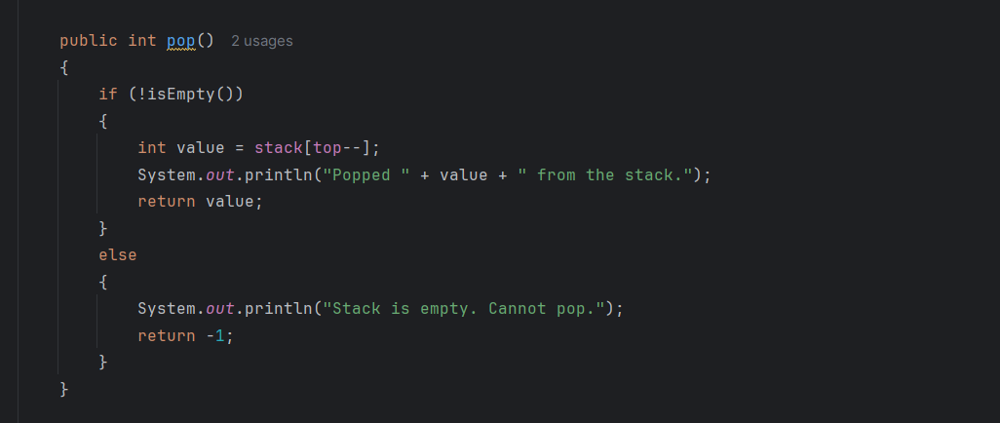 public int pop() 2 usages
{
    if (!isEmpty())
    {
        int value = stack[top--];
        System.out.println("Popped " + value + " from the stack.");
        return value;
    }
    else
    {
        System.out.println("Stack is empty. Cannot pop.");
        return -1;
    }
}